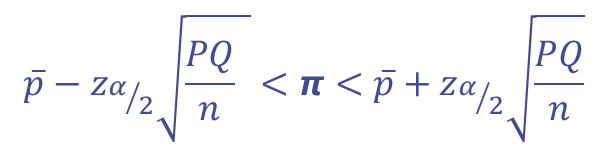 p̄ − zα/2 √(PQ/n) < π < p̄ + zα/2 √(PQ/n)